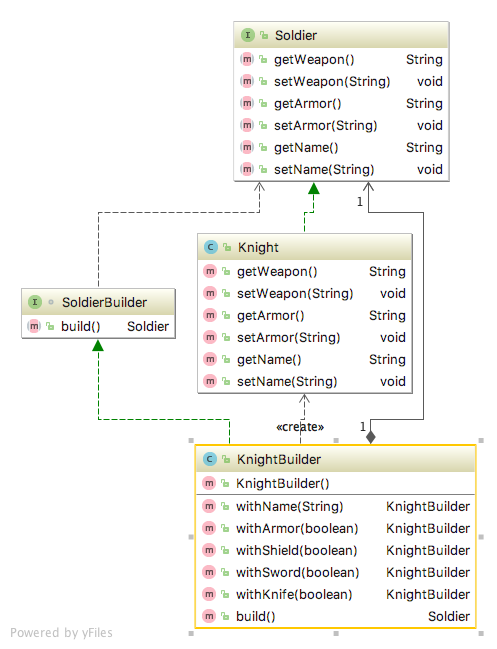 I Soldier
m getWeapon() String
m setWeapon(String) void
m getArmor() String
m setArmor(String) void
m getName() String
m setName(String) void
1
C Knight
m getWeapon() String
m setWeapon(String) void
m getArmor() String
m setArmor(String) void
m getName() String
m setName(String) void
I SoldierBuilder
m build() Soldier
«create»
1
C KnightBuilder
m KnightBuilder()
m withName(String) KnightBuilder
m withArmor(boolean) KnightBuilder
m withShield(boolean) KnightBuilder
m withSword(boolean) KnightBuilder
m withKnife(boolean) KnightBuilder
m build() Soldier
Powered by yFiles